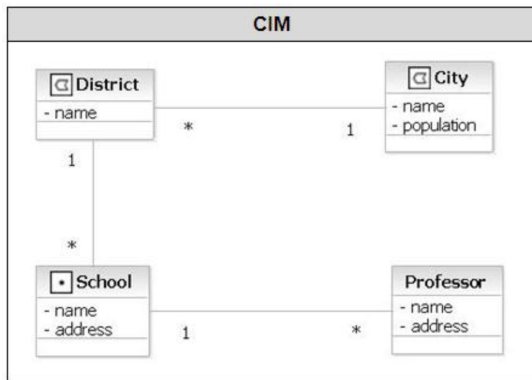 CIM
District
- name
City
- name
- population
* 1
1
*
School
- name
- address
Professor
- name
- address
1 *